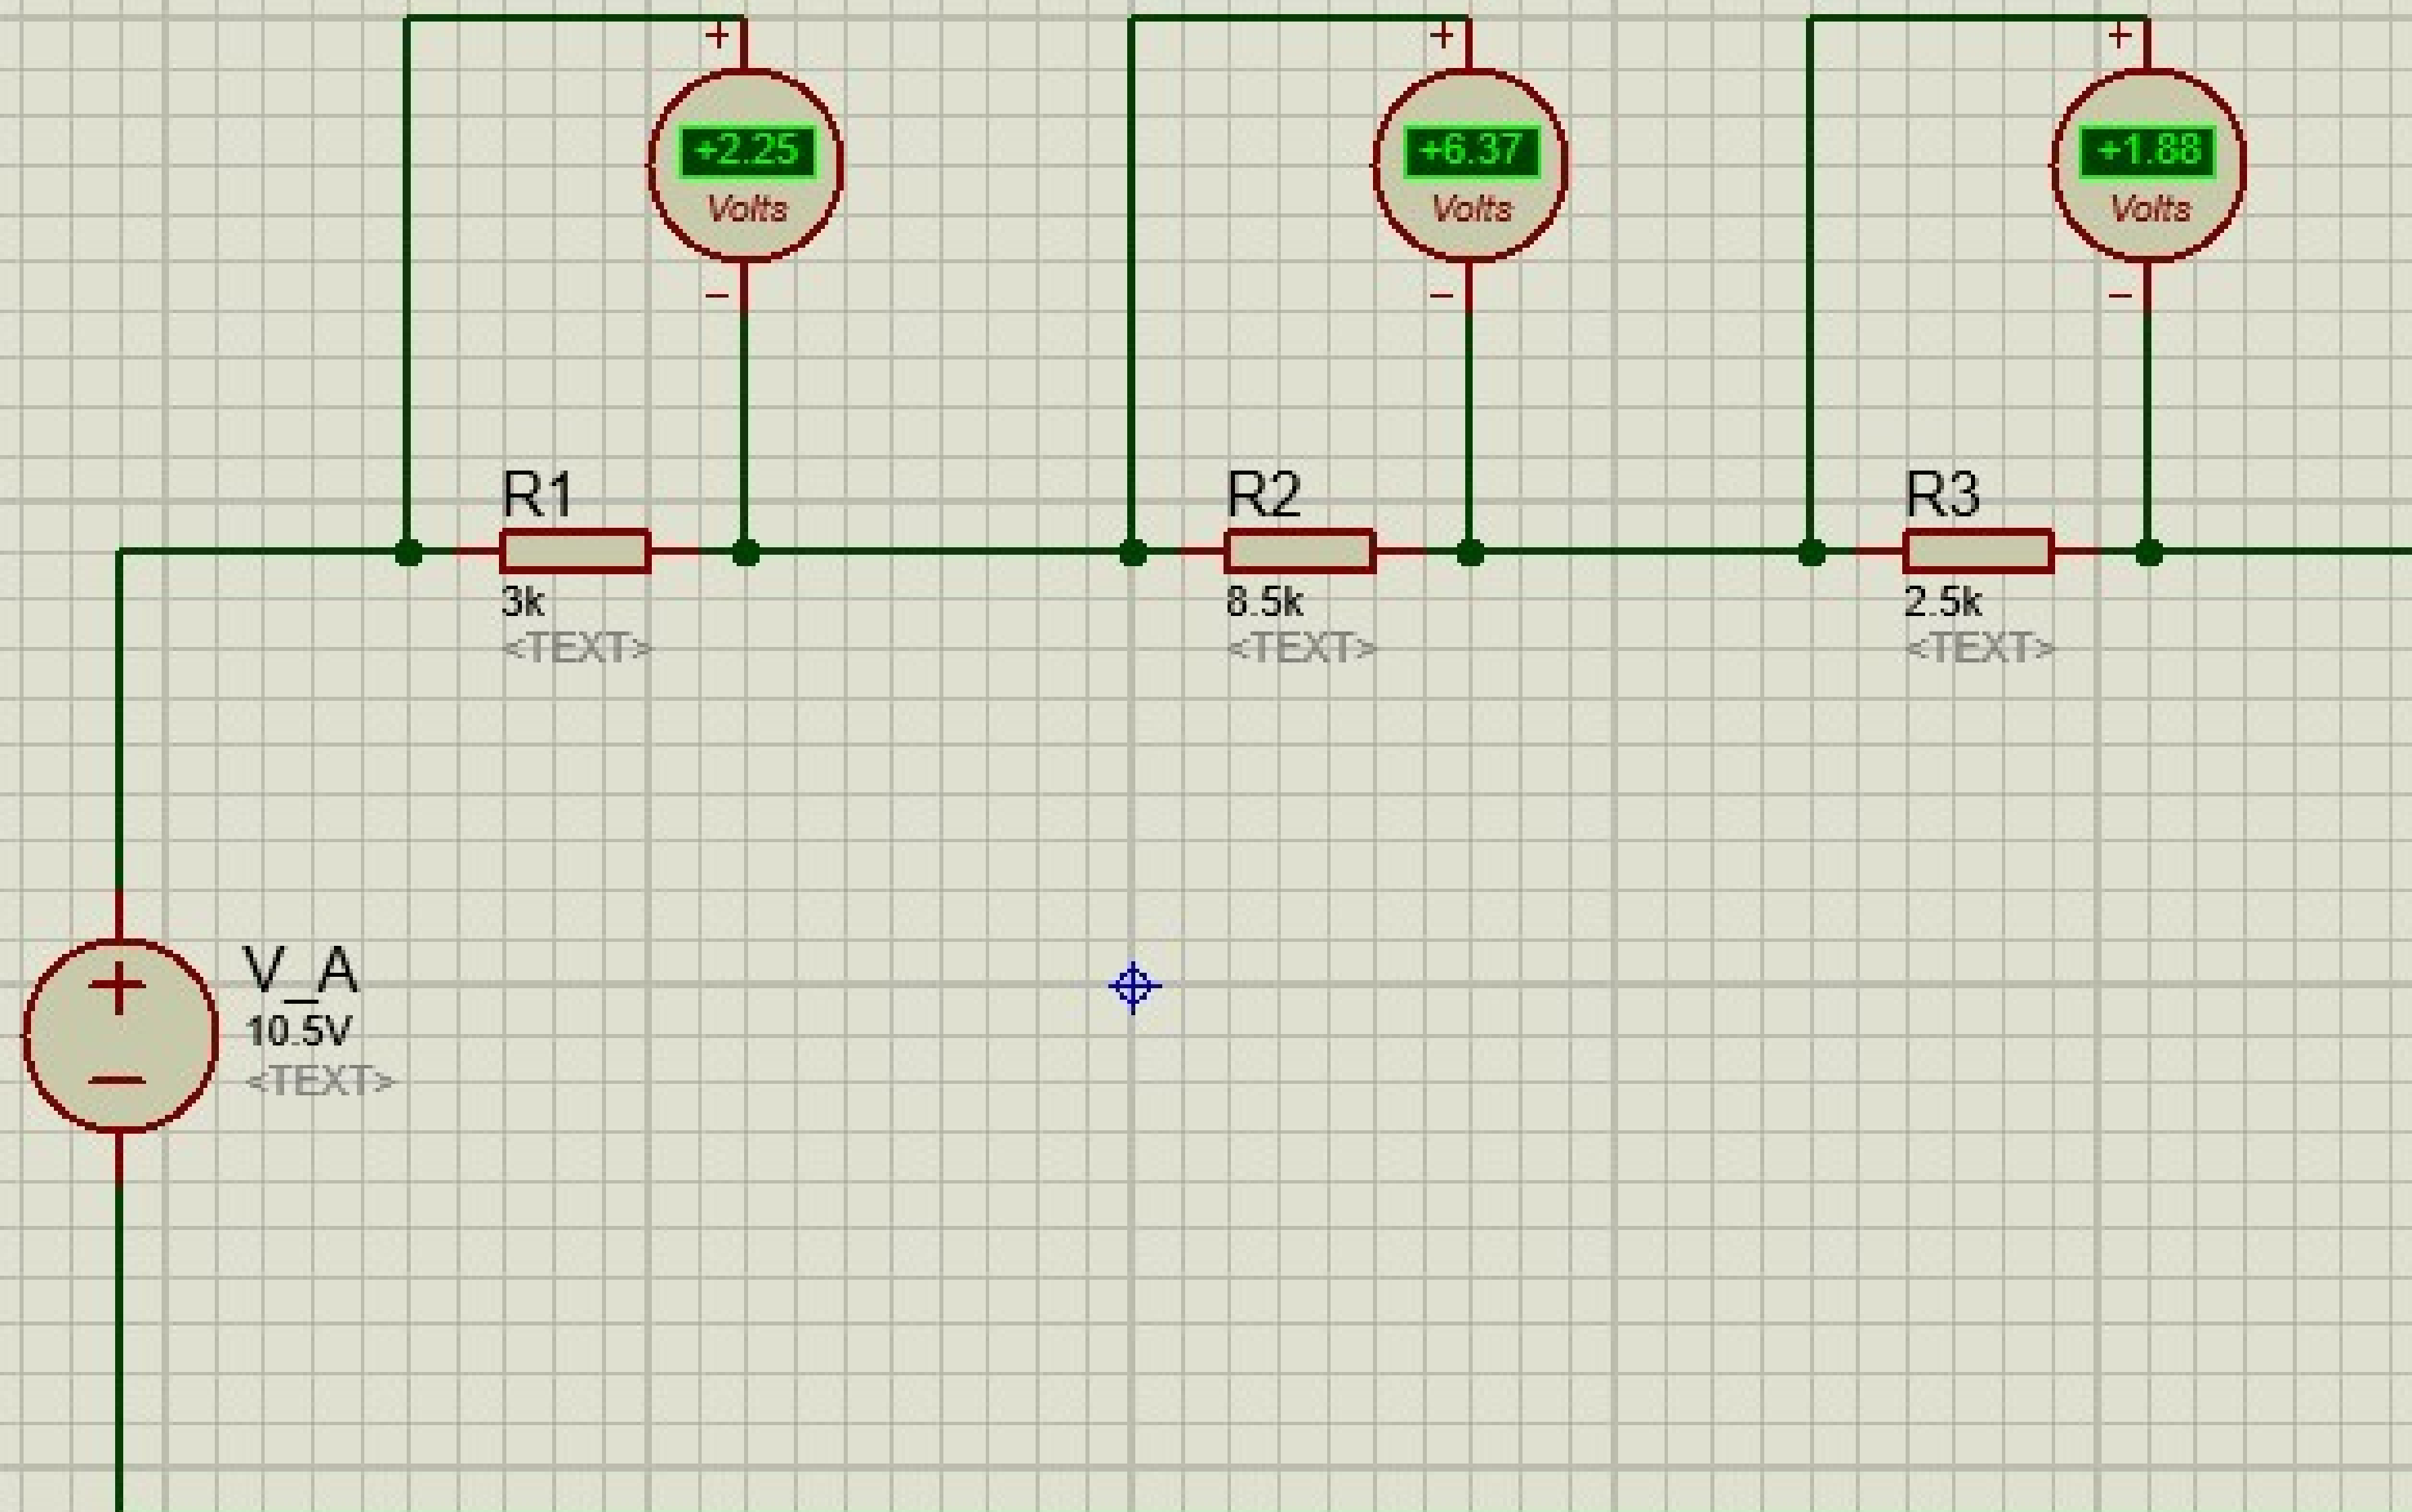 +
+
+
+2.25
+6.37
+1.88
Volts
Volts
Volts
−
−
−
R1
R2
R3
3k
8.5k
2.5k
<TEXT>
<TEXT>
<TEXT>
V_A
+
10.5V
−
<TEXT>